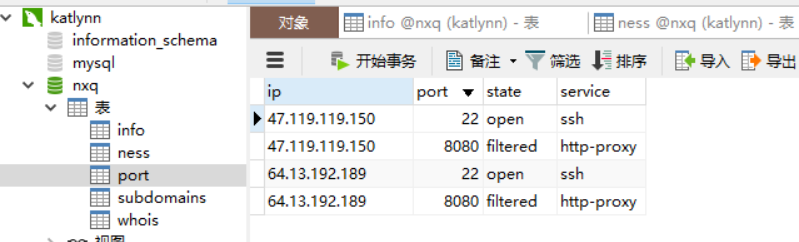 katlynn
information_schema
mysql
nxq
表
info
ness
port
subdomains
whois
对象 info @nxq (katlynn) - 表 ness @nxq (katlynn) - 表
开始事务 备注 筛选 排序 导入 导出
ip port state service
47.119.119.150 22 open ssh
47.119.119.150 8080 filtered http-proxy
64.13.192.189 22 open ssh
64.13.192.189 8080 filtered http-proxy